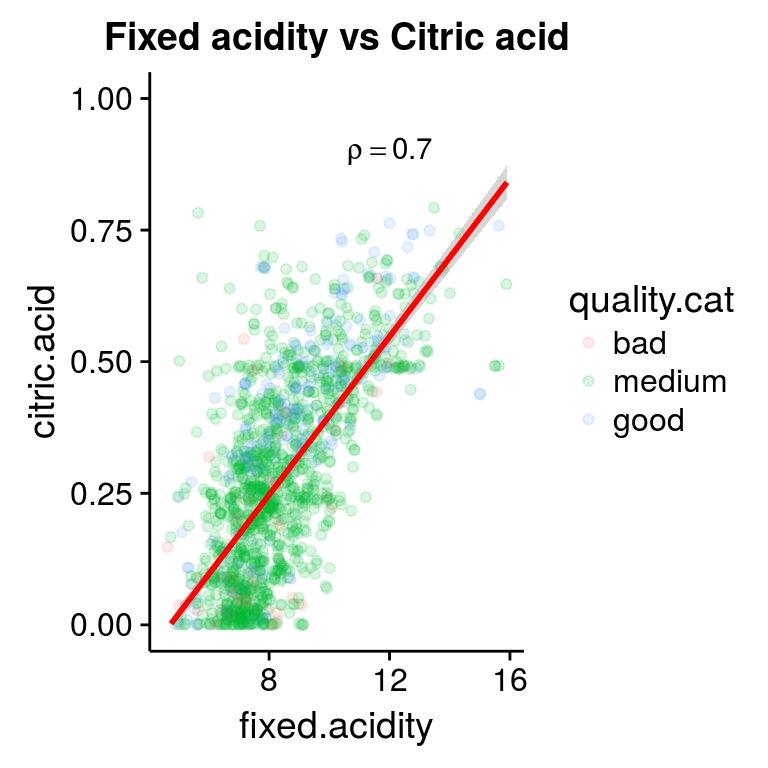 Fixed acidity vs Citric acid
1.00
0.75
0.50
0.25
0.00
citric.acid
ρ = 0.7
8 12 16
fixed.acidity
quality.cat
bad
medium
good